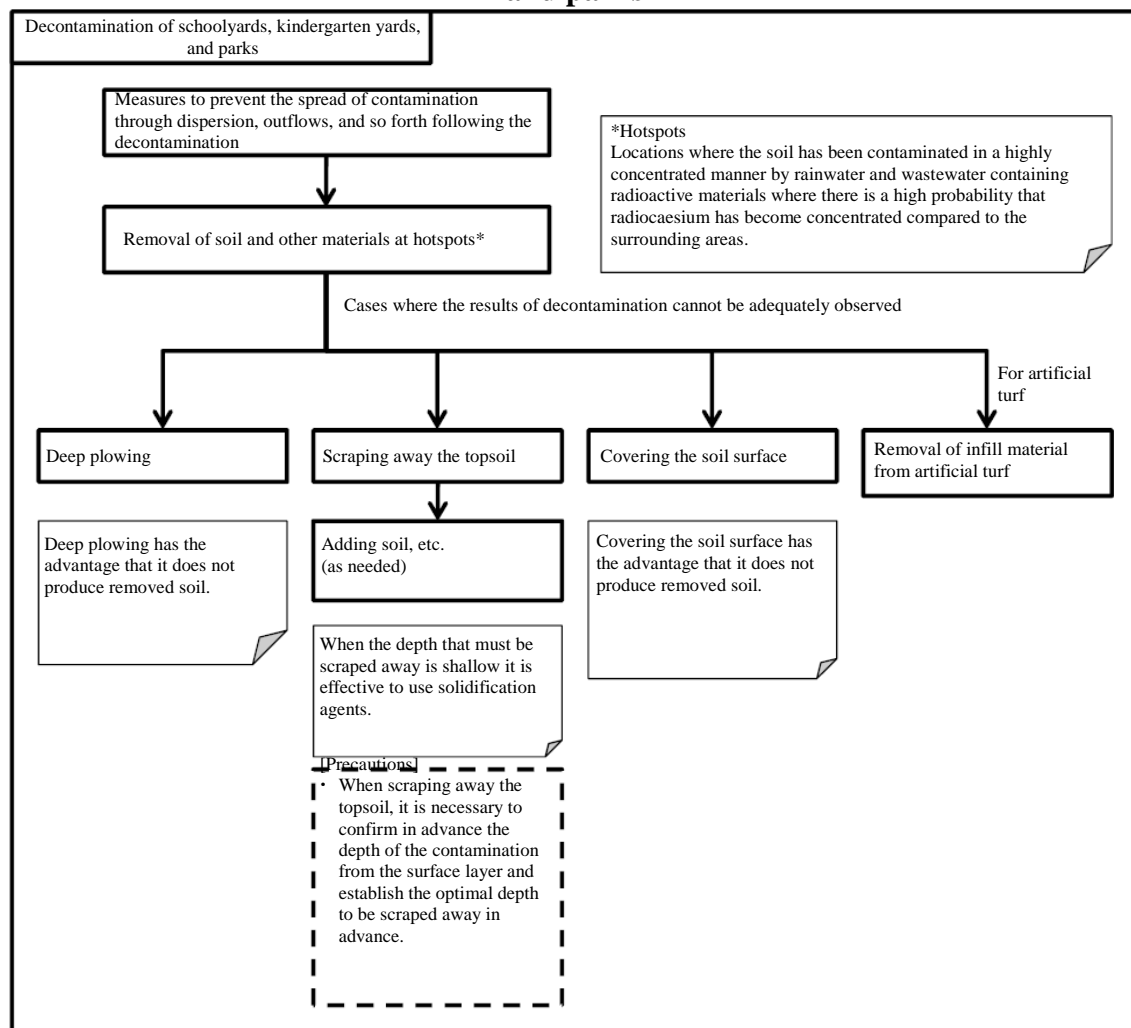 Decontamination of schoolyards, kindergarten yards,
and parks
Measures to prevent the spread of contamination
through dispersion, outflows, and so forth following the
decontamination
*Hotspots
Locations where the soil has been contaminated in a highly
concentrated manner by rainwater and wastewater containing
radioactive materials where there is a high probability that
radiocaesium has become concentrated compared to the
surrounding areas.
Removal of soil and other materials at hotspots*
Cases where the results of decontamination cannot be adequately observed
For artificial
turf
Deep plowing
Scraping away the topsoil
Covering the soil surface
Removal of infill material
from artificial turf
Deep plowing has the
advantage that it does not
produce removed soil.
Adding soil, etc.
(as needed)
Covering the soil surface has
the advantage that it does not
produce removed soil.
When the depth that must be
scraped away is shallow it is
effective to use solidification
agents.
[Precautions]
・ When scraping away the
topsoil, it is necessary to
confirm in advance the
depth of the contamination
from the surface layer and
establish the optimal depth
to be scraped away in
advance.